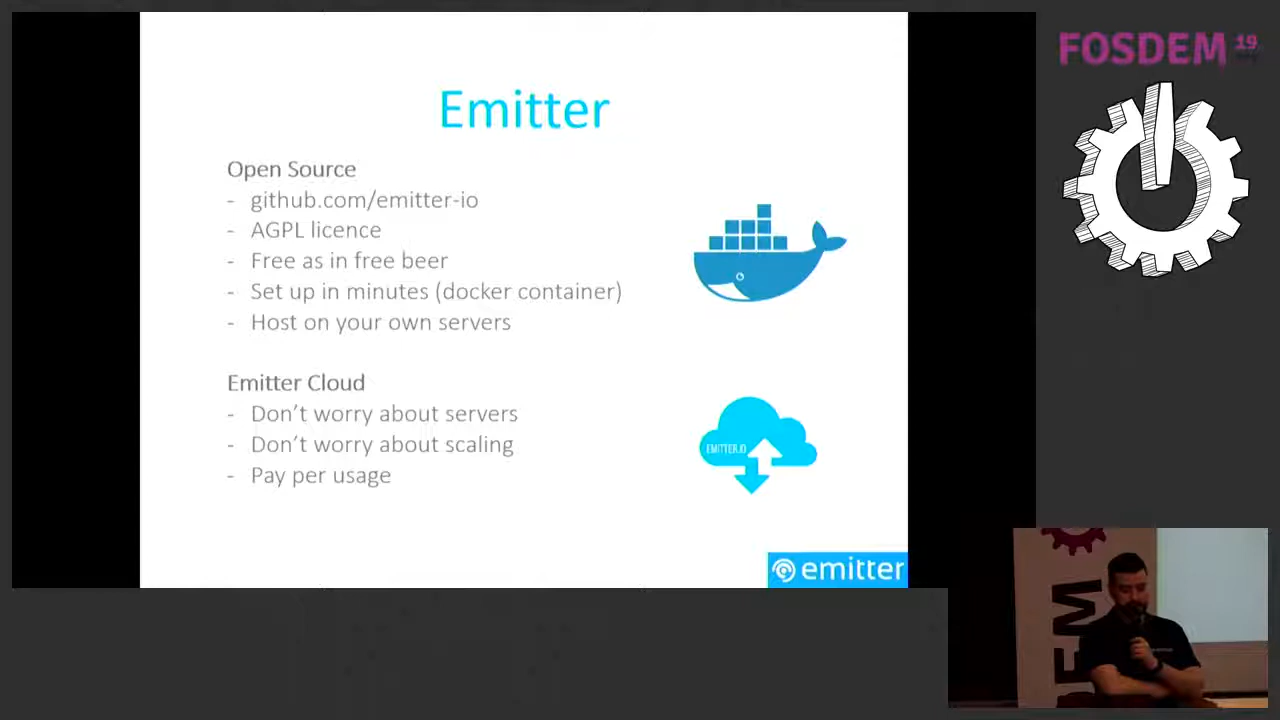 Emitter
Open Source
- github.com/emitter-io
- AGPL licence
- Free as in free beer
- Set up in minutes (docker container)
- Host on your own servers
Emitter Cloud
- Don't worry about servers
- Don't worry about scaling
- Pay per usage
EMITTER.IO
emitter
FOSDEM 19